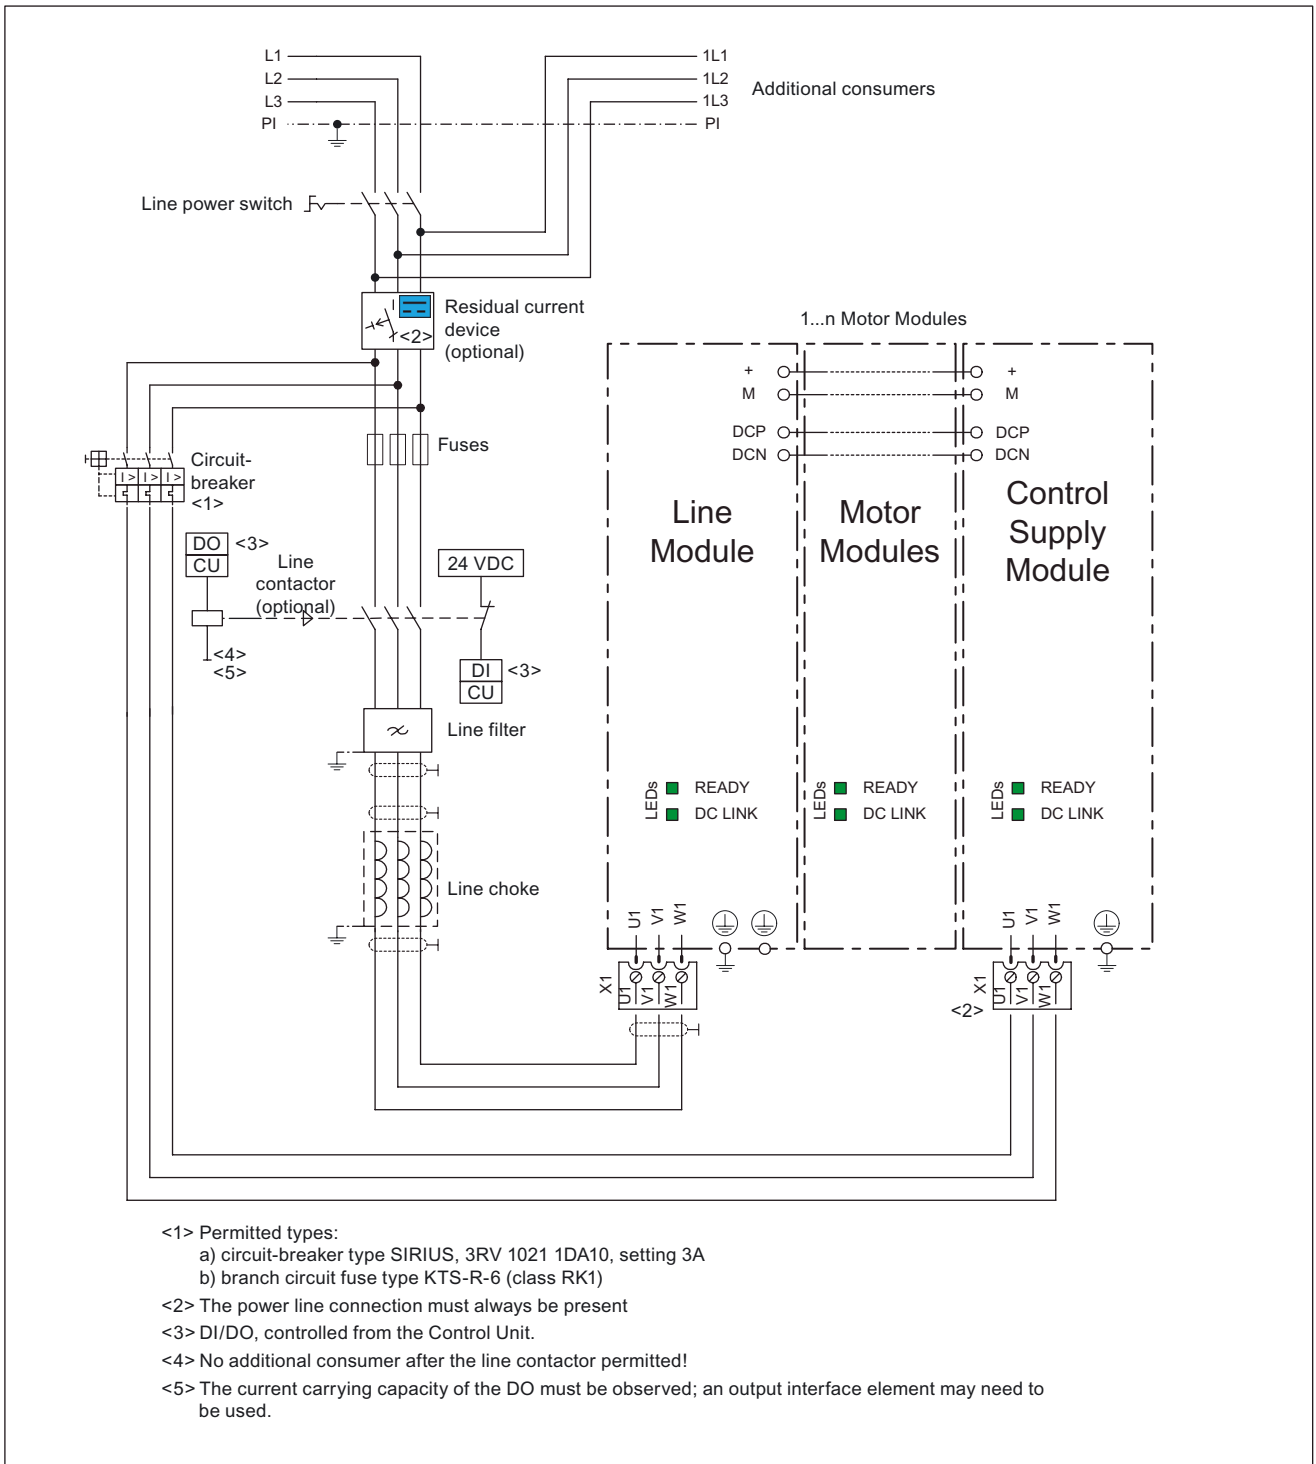 L1
1L1
L2
1L2
Additional consumers
L3
1L3
PI
PI
Line power switch
Residual current
device
(optional)
<2>
1...n Motor Modules
+
+
M
M
DCP
DCP
DCN
DCN
Fuses
Circuit-
breaker
<1>
I >
I >
I >
Line
Module
Motor
Modules
Control
Supply
Module
DO
CU
<3>
Line
contactor
(optional)
24 VDC
<4>
<5>
DI
CU
<3>
Line filter
LEDs
READY
DC LINK
LEDs
READY
DC LINK
LEDs
READY
DC LINK
Line choke
U1
V1
W1
U1
V1
W1
X1
U1
V1
W1
X1
<2>
U1
V1
W1
<1> Permitted types:
a) circuit-breaker type SIRIUS, 3RV 1021 1DA10, setting 3A
b) branch circuit fuse type KTS-R-6 (class RK1)
<2> The power line connection must always be present
<3> DI/DO, controlled from the Control Unit.
<4> No additional consumer after the line contactor permitted!
<5> The current carrying capacity of the DO must be observed; an output interface element may need to
be used.